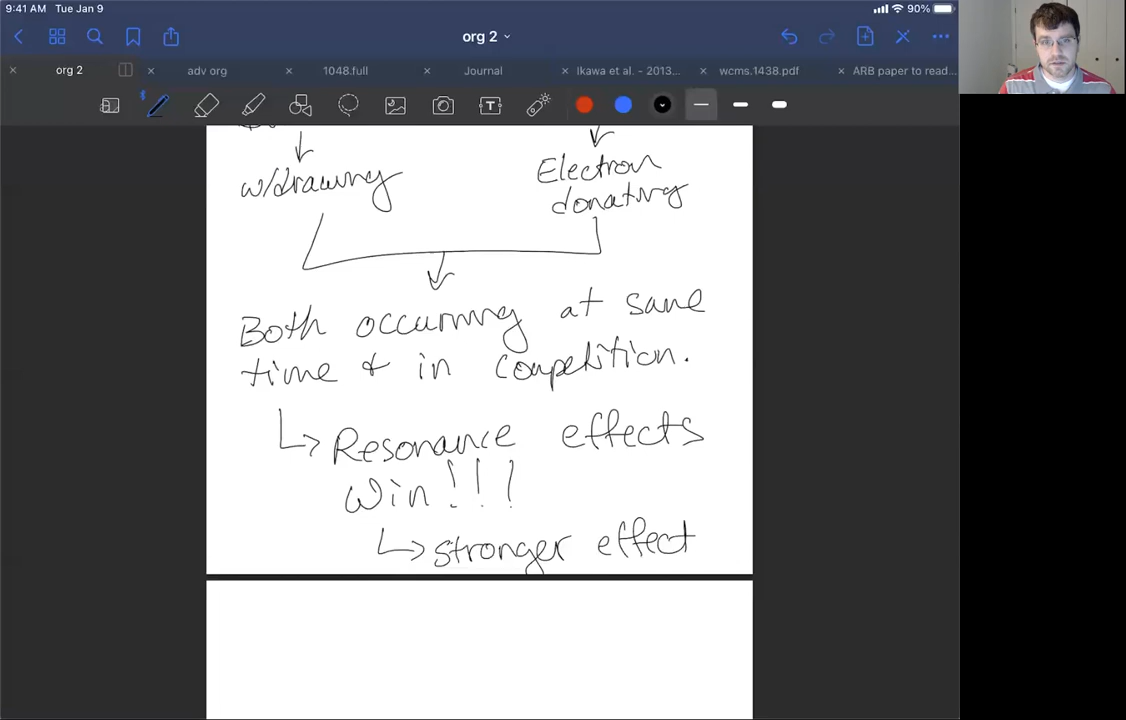 9:41 AM Tue Jan 9
90%
org 2
org 2
adv org
1048.full
Journal
Ikawa et al. - 2013...
wcms.1438.pdf
ARB paper to read...
w/drawing
Electron
donating
Both occurring at same
time & in competition.
Resonance effects
win!!!
stronger effect